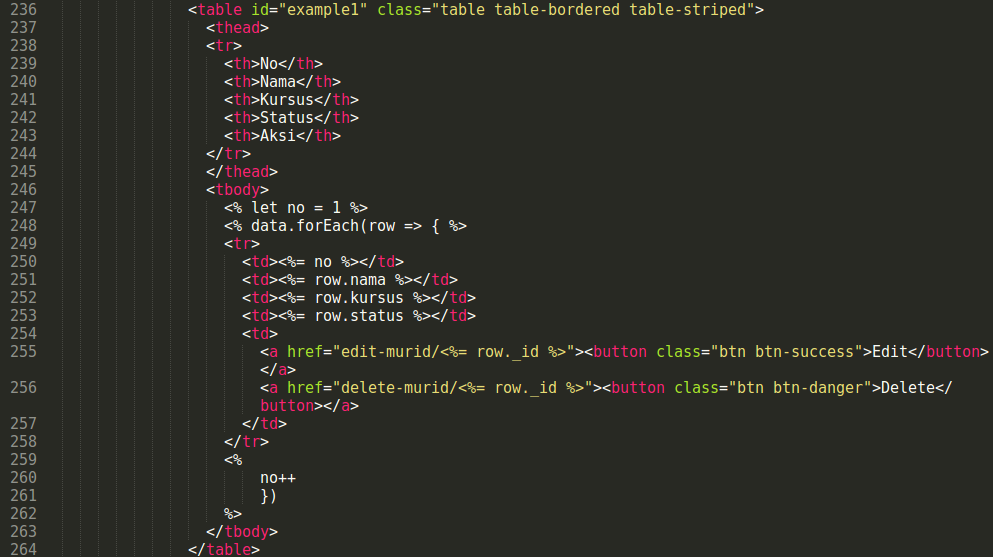 236 <table id="example1" class="table table-bordered table-striped">
237 <thead>
238 <tr>
239 <th>No</th>
240 <th>Nama</th>
241 <th>Kursus</th>
242 <th>Status</th>
243 <th>Aksi</th>
244 </tr>
245 </thead>
246 <tbody>
247 <% let no = 1 %>
248 <% data.forEach(row => { %>
249 <tr>
250 <td><%= no %></td>
251 <td><%= row.nama %></td>
252 <td><%= row.kursus %></td>
253 <td><%= row.status %></td>
254 <td>
255 <a href="edit-murid/<%= row._id %>"><button class="btn btn-success">Edit</button>
</a>
256 <a href="delete-murid/<%= row._id %>"><button class="btn btn-danger">Delete</
button></a>
257 </td>
258 </tr>
259 <%
260 no++
261 })
262 %>
263 </tbody>
264 </table>